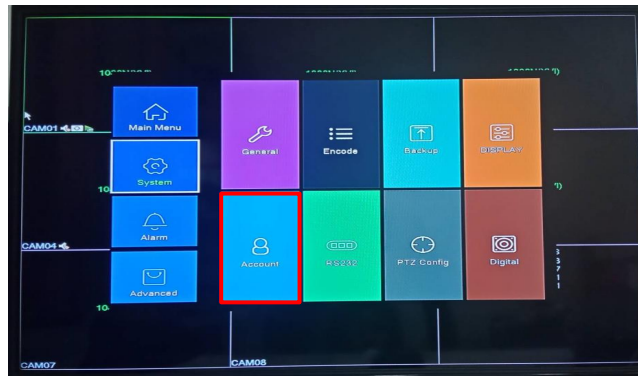 CAM01
Main Menu
System
Alarm
Advanced
General
Encode
Backup
DISPLAY
Account
RS232
PTZ Config
Digital
CAM04
CAM07
CAM08